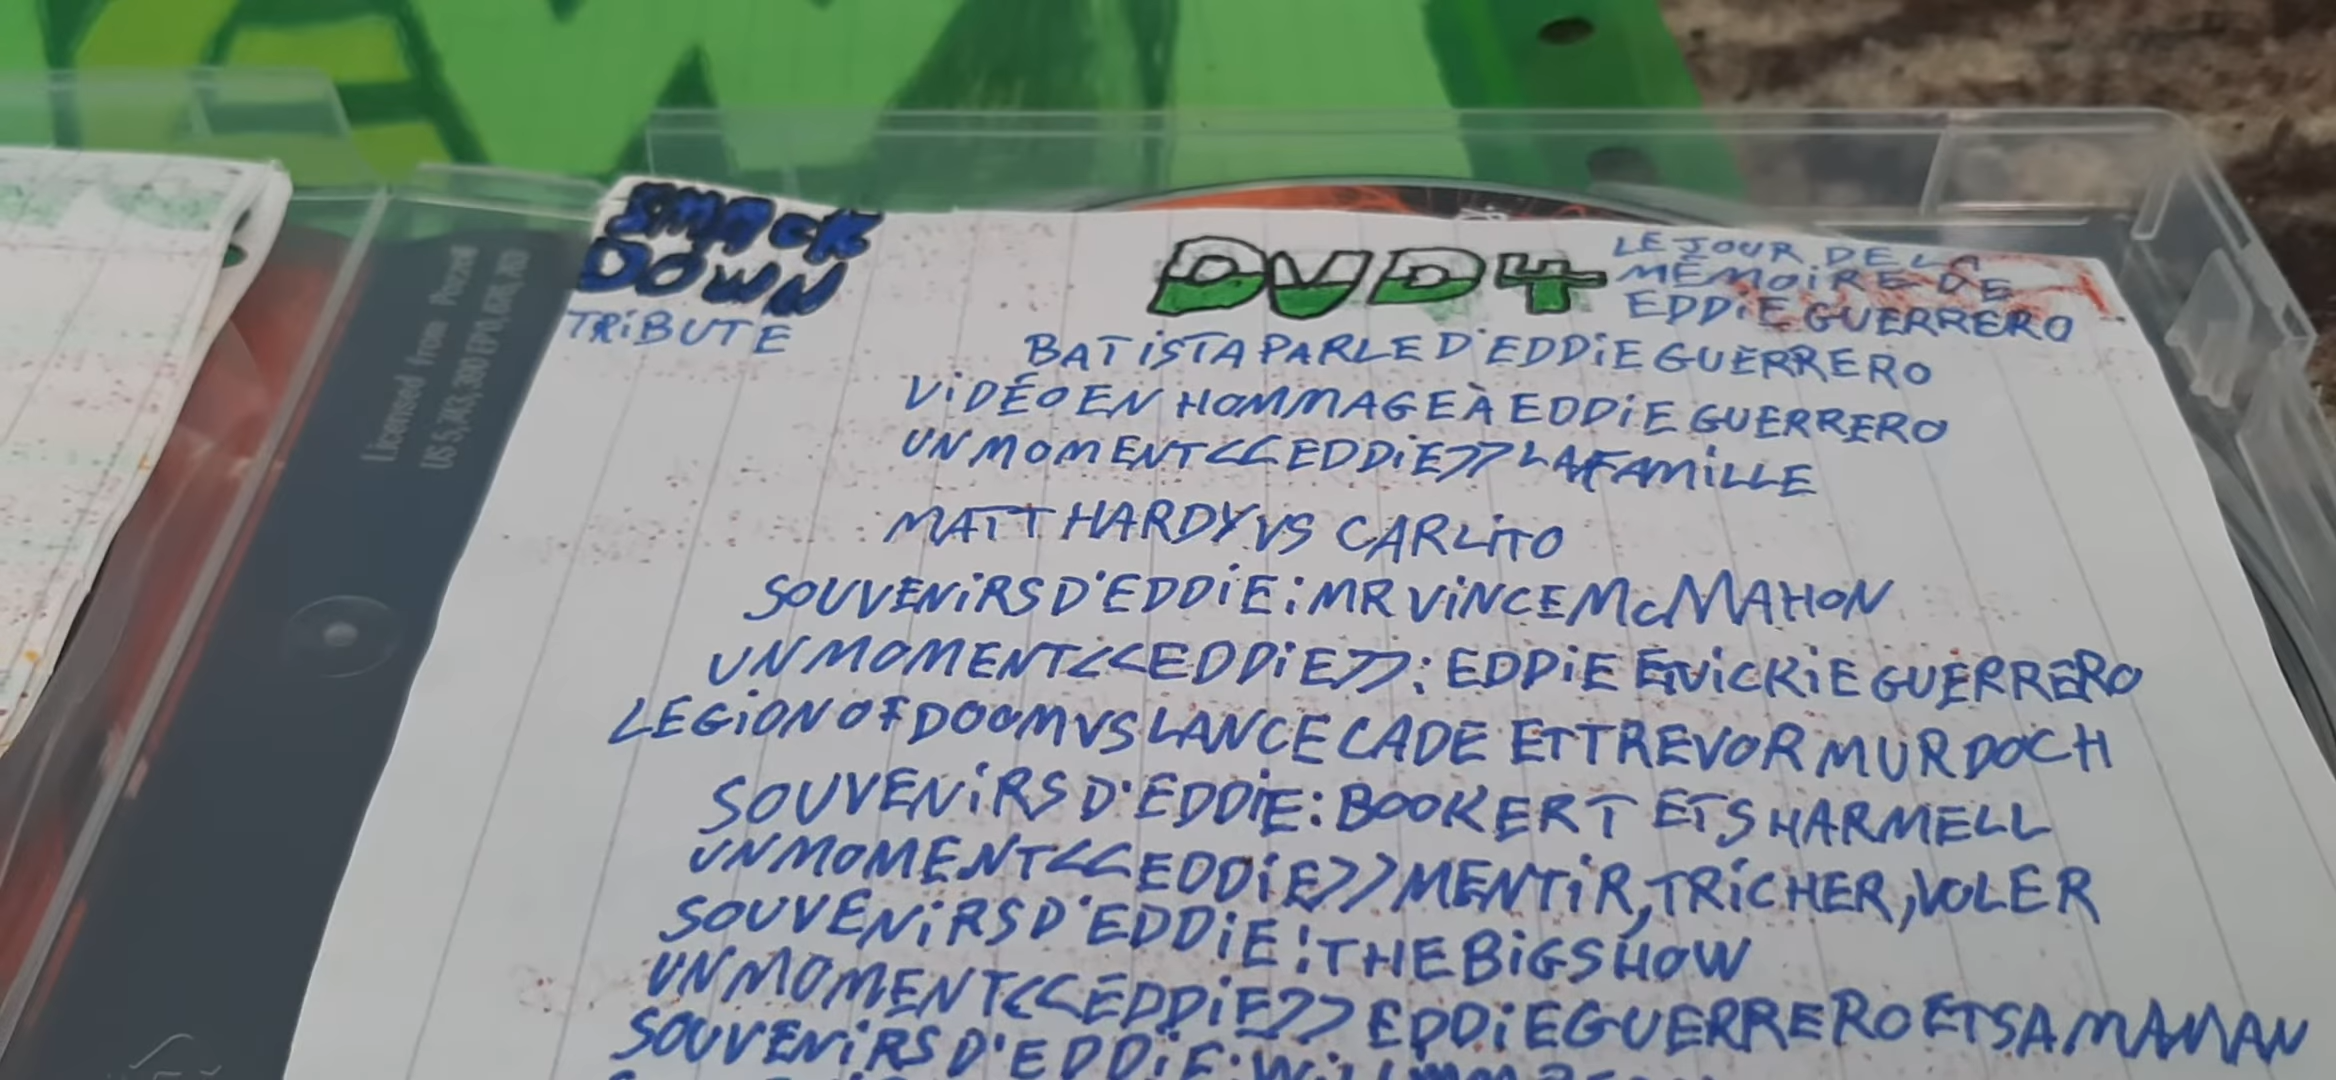 Licensed from Pozzoli
SMACK
DOWN
TRIBUTE
DVD 4
LE JOUR DE LA
MÉMOIRE DE
EDDIE GUERRERO
BATISTA PARLE D'EDDIE GUERRERO
VIDÉO EN HOMMAGE À EDDIE GUERRERO
UN MOMENT <<EDDIE>> LA FAMILLE
MATT HARDY VS CARLITO
SOUVENIRS D'EDDIE: MR VINCE McMAHON
UN MOMENT <<EDDIE>>: EDDIE E VICKIE GUERRERO
LEGION OF DOOM VS LANCE CADE ET TREVOR MURDOCH
SOUVENIRS D'EDDIE: BOOKER T ET SHARMELL
UN MOMENT <<EDDIE>> MENTIR, TRICHER, VOLER
SOUVENIRS D'EDDIE: THE BIG SHOW
UN MOMENT <<EDDIE>> EDDIE GUERRERO ET SA MAMAN
SOUVENIRS D'EDDIE: